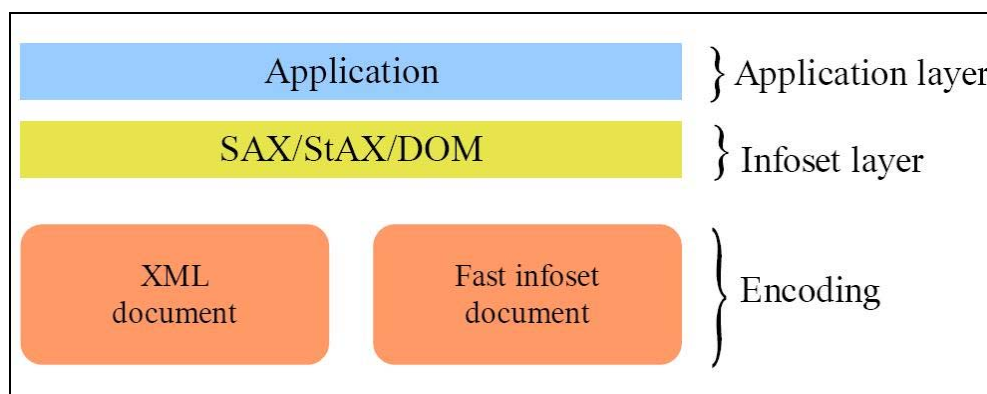 Application
Application layer
SAX/StAX/DOM
Infoset layer
XML
document
Fast infoset
document
Encoding